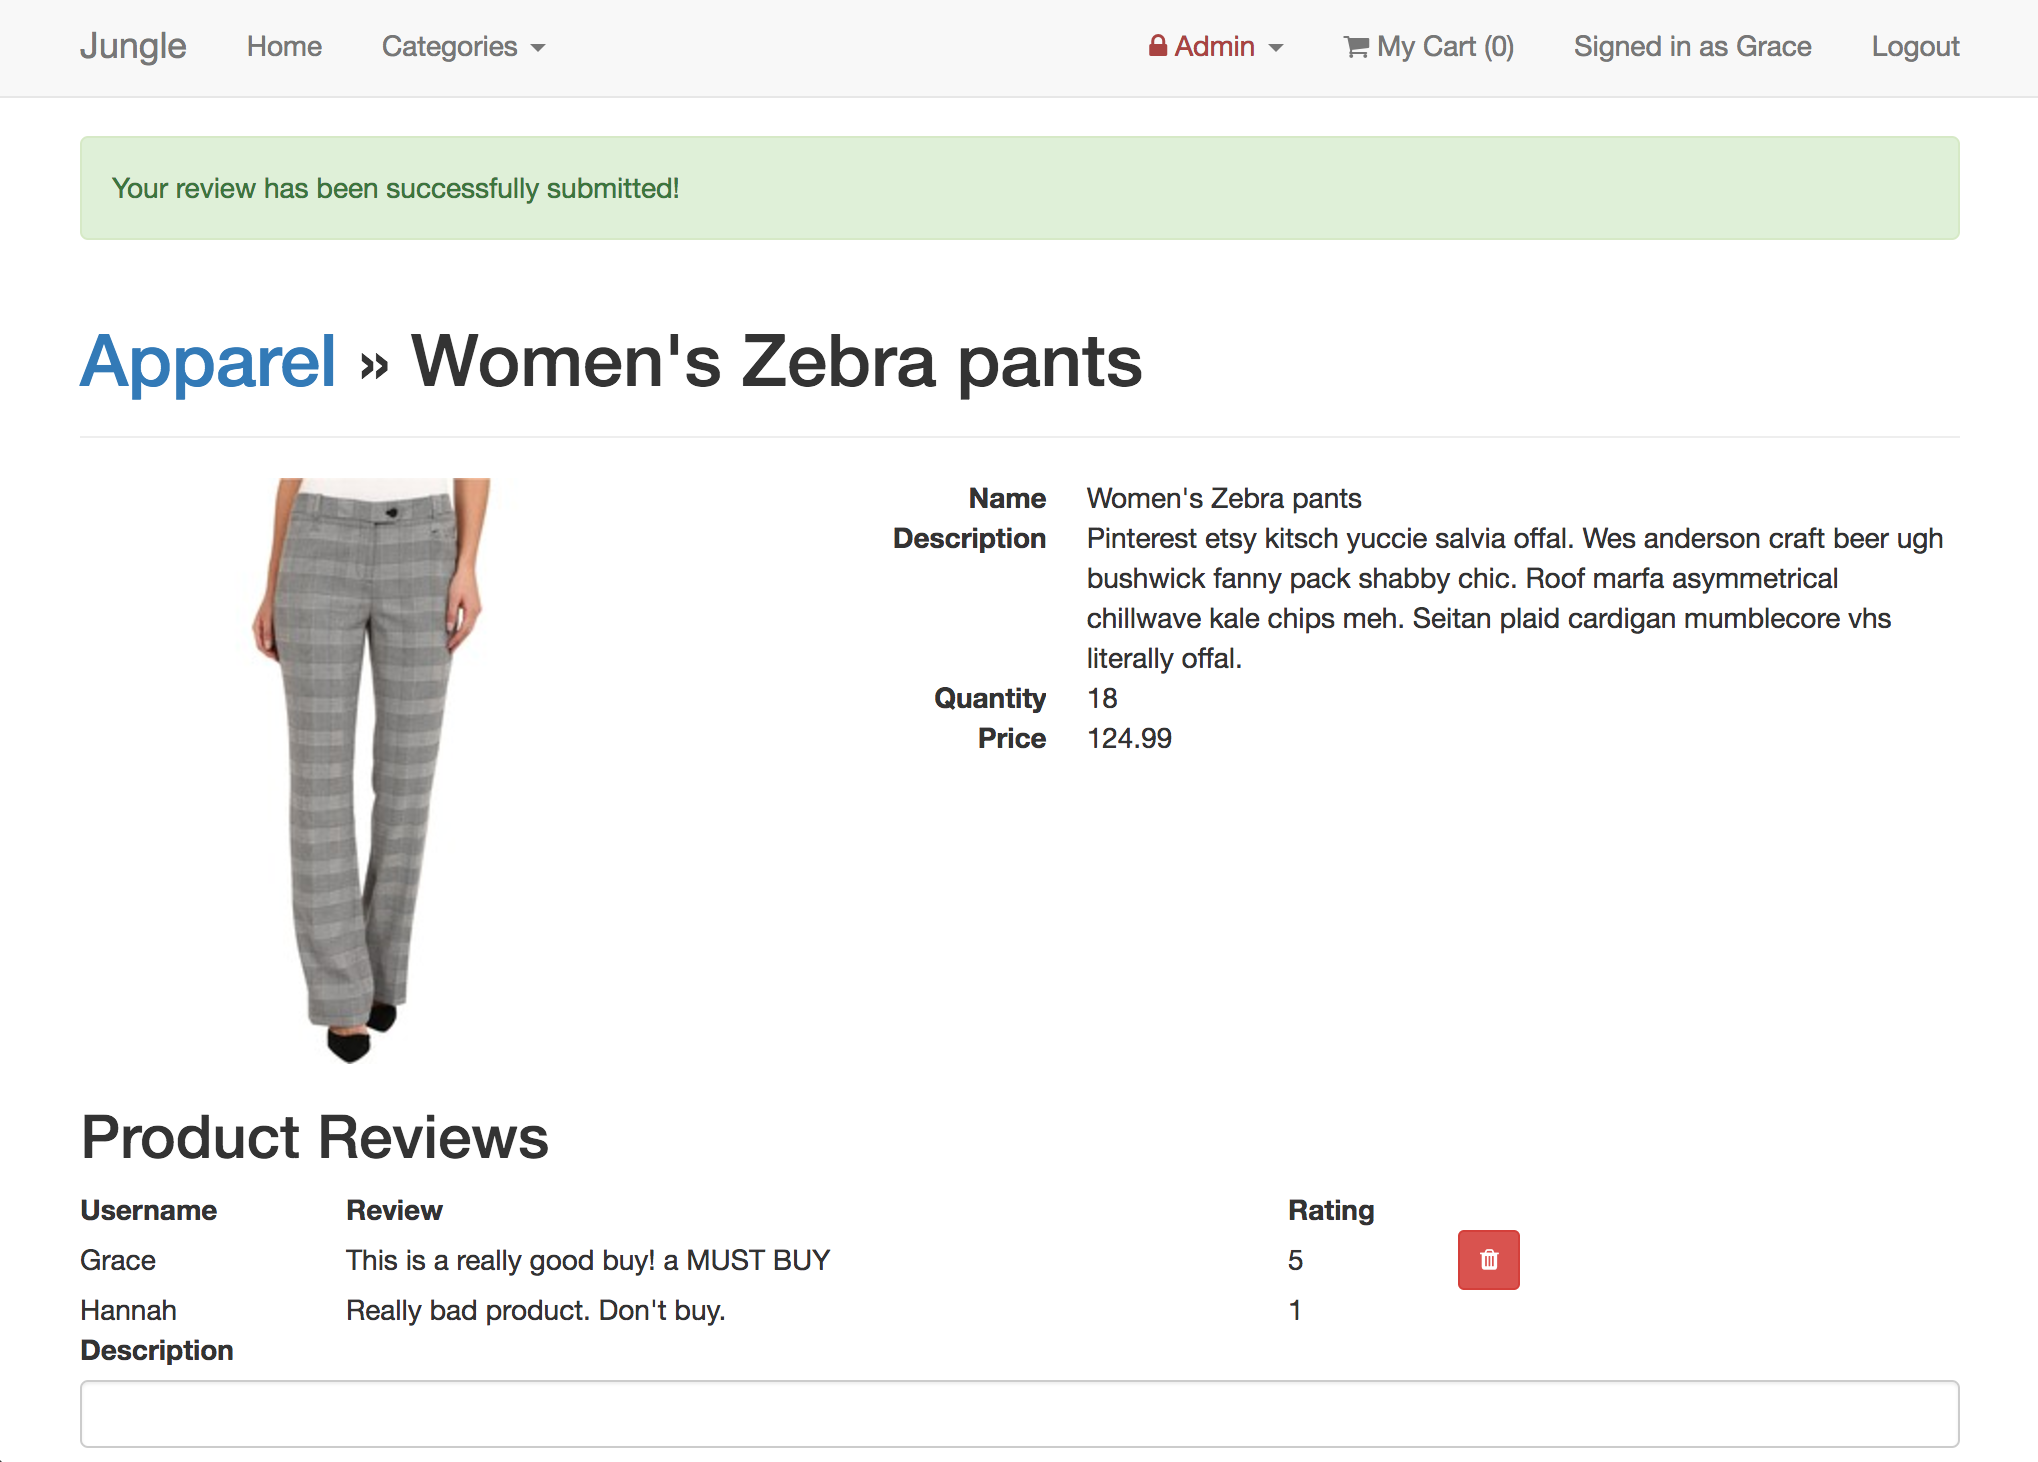 Jungle Home Categories Admin My Cart (0) Signed in as Grace Logout
Your review has been successfully submitted!
Apparel » Women's Zebra pants
Name Women's Zebra pants
Description Pinterest etsy kitsch yuccie salvia offal. Wes anderson craft beer ugh
bushwick fanny pack shabby chic. Roof marfa asymmetrical
chillwave kale chips meh. Seitan plaid cardigan mumblecore vhs
literally offal.
Quantity 18
Price 124.99
Product Reviews
Username Review Rating
Grace This is a really good buy! a MUST BUY 5
Hannah Really bad product. Don't buy. 1
Description